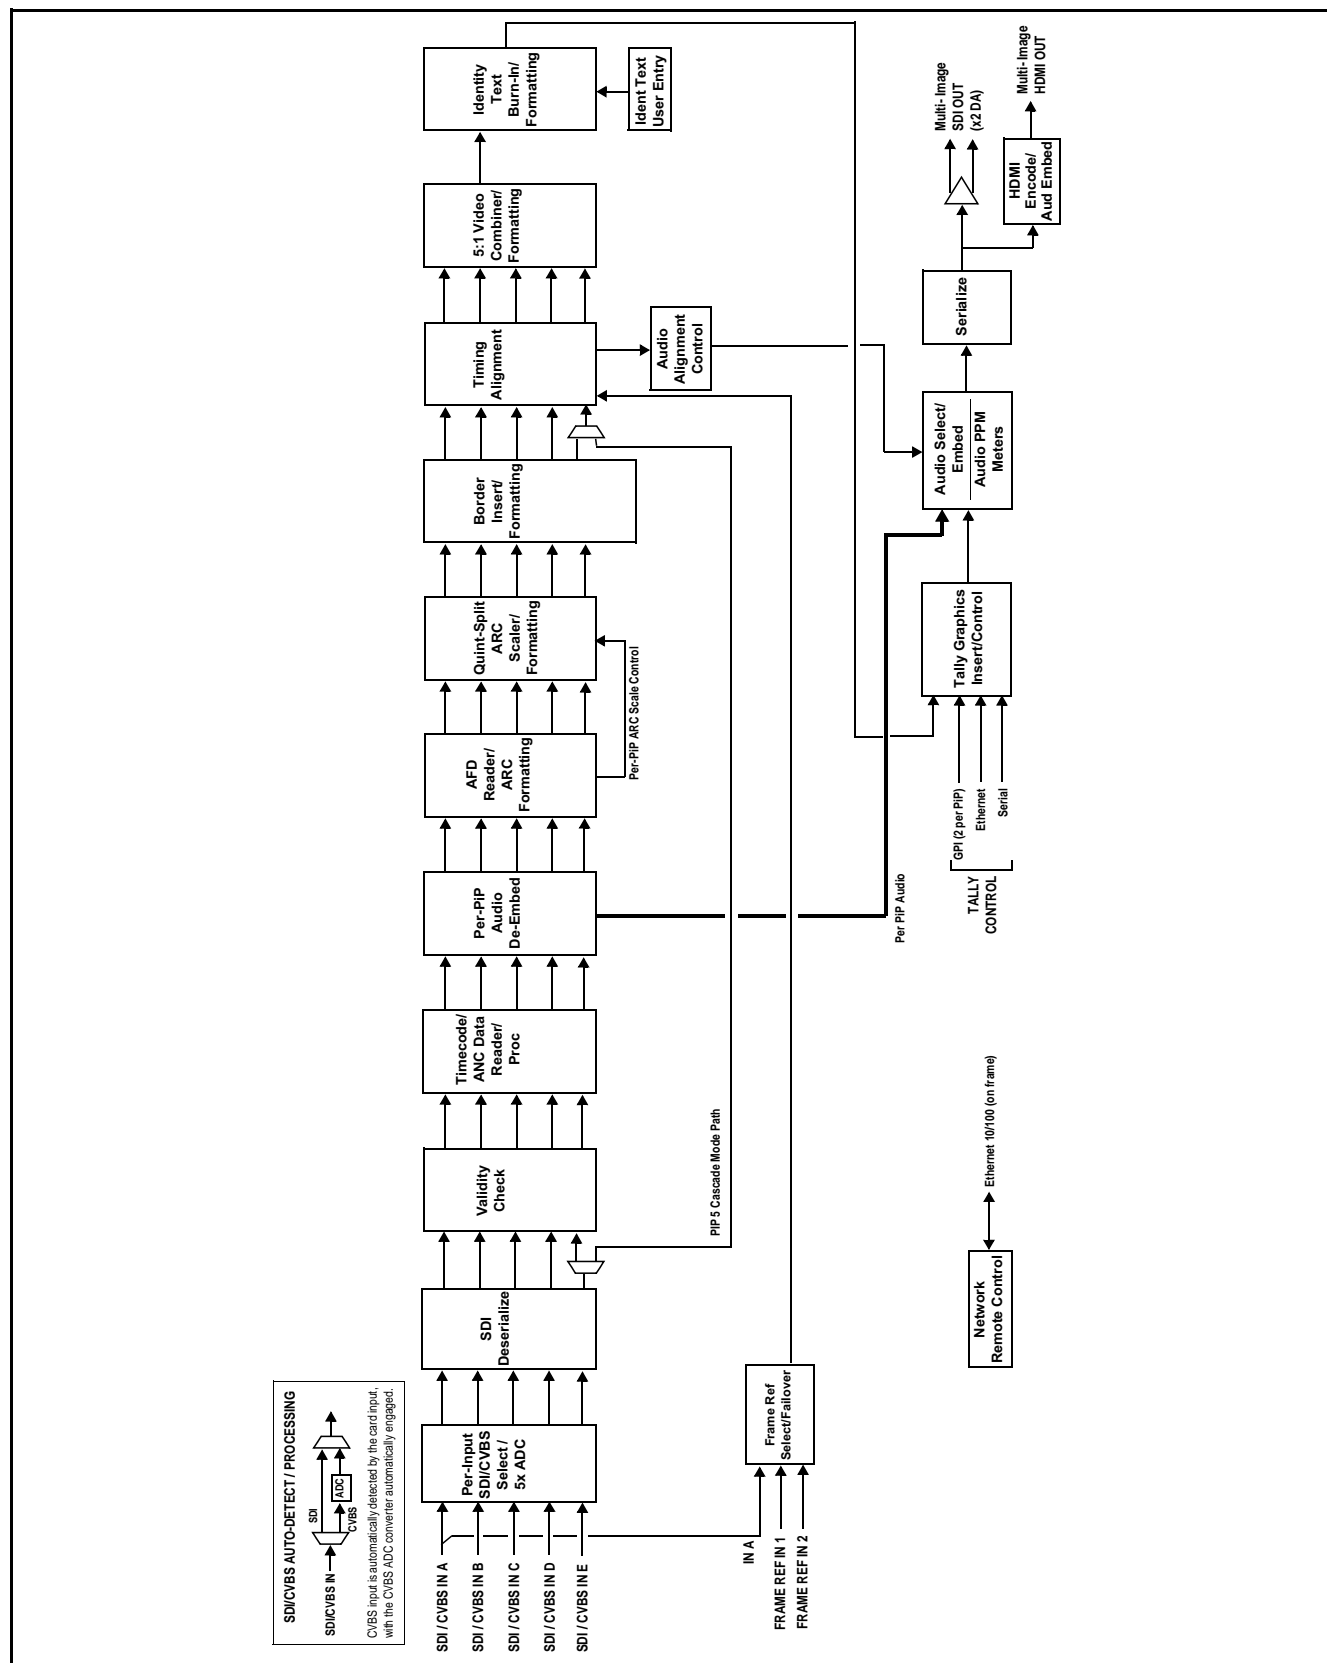 SDI/CVBS AUTO-DETECT / PROCESSING
SDI/CVBS IN
SDI
CVBS
ADC
CVBS input is automatically detected by the card input,
with the CVBS ADC converter automatically engaged.
SDI / CVBS IN A
SDI / CVBS IN B
SDI / CVBS IN C
SDI / CVBS IN D
SDI / CVBS IN E
Per-Input
SDI/CVBS
Select /
5x ADC
SDI
Deserialize
Validity
Check
Timecode/
ANC Data
Reader/
Proc
Per-PiP
Audio
De-Embed
AFD
Reader/
ARC
Formatting
Quint-Split
ARC
Scaler/
Formatting
Border
Insert/
Formatting
Timing
Alignment
5:1 Video
Combiner/
Formatting
Identity
Text
Burn-In/
Formatting
Ident Text
User Entry
Audio
Alignment
Control
Per-PiP ARC Scale Control
PIP 5 Cascade Mode Path
IN A
FRAME REF IN 1
FRAME REF IN 2
Frame Ref
Select/Failover
Per PiP Audio
GPI (2 per PiP)
Ethernet
Serial
TALLY
CONTROL
Tally Graphics
Insert/Control
Audio Select/
Embed
Audio PPM
Meters
Serialize
HDMI
Encode/
Aud Embed
Multi- Image
SDI OUT
(x2 DA)
Multi- Image
HDMI OUT
Network
Remote Control
Ethernet 10/100 (on frame)